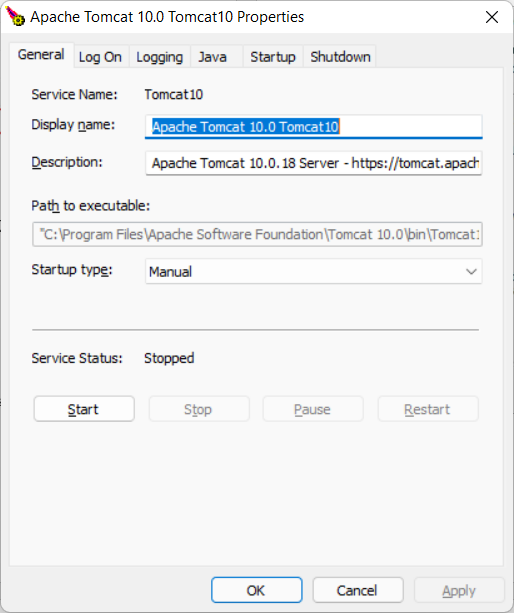 Apache Tomcat 10.0 Tomcat10 Properties
General Log On Logging Java Startup Shutdown
Service Name: Tomcat10
Display name: Apache Tomcat 10.0 Tomcat10
Description: Apache Tomcat 10.0.18 Server - https://tomcat.apach
Path to executable:
"C:\Program Files\Apache Software Foundation\Tomcat 10.0\bin\Tomcat1
Startup type: Manual
Service Status: Stopped
Start Stop Pause Restart
OK Cancel Apply